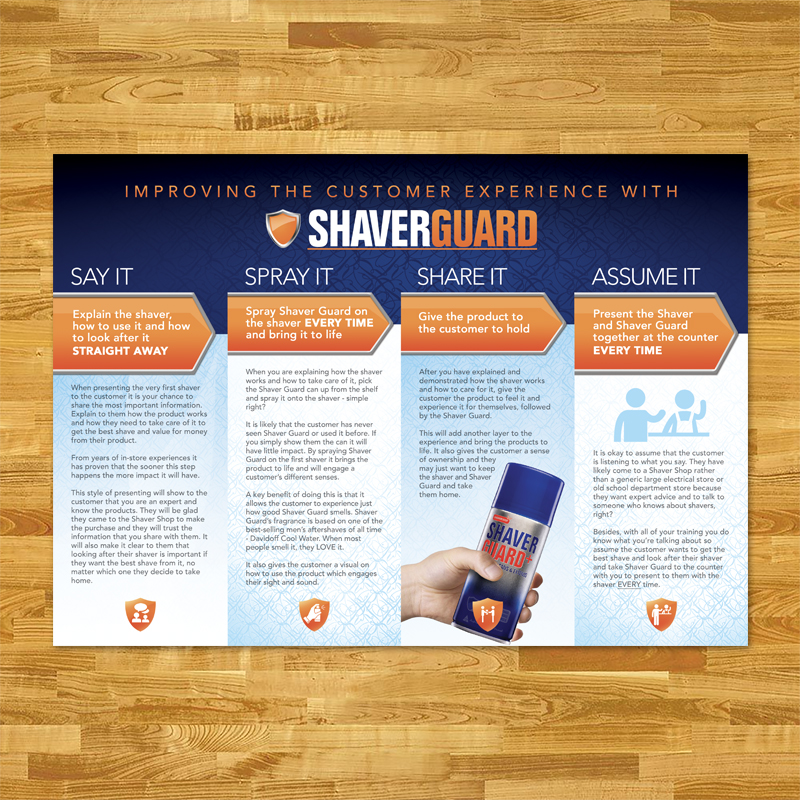 IMPROVING THE CUSTOMER EXPERIENCE WITH
SHAVERGUARD
SAY IT
Explain the shaver,
how to use it and how
to look after it
STRAIGHT AWAY
When presenting the very first shaver
to the customer it is your chance to
share the most important information.
Explain to them how the product works
and how they need to take care of it to
get the best shave and value for money
from their product.
From years of in-store experiences it
has proven that the sooner this step
happens the more impact it will have.
This style of presenting will show to the
customer that you are an expert and
know the products. They will be glad
they came to the Shaver Shop to make
the purchase and they will trust the
information that you share with them. It
will also make it clear to them that
looking after their shaver is important if
they want the best shave from it, no
matter which one they decide to take
home.
SPRAY IT
Spray Shaver Guard on
the shaver EVERY TIME
and bring it to life
When you are explaining how the shaver
works and how to take care of it, pick
the Shaver Guard can up from the shelf
and spray it onto the shaver - simple
right?
It is likely that the customer has never
seen Shaver Guard or used it before. If
you simply show them the can it will
have little impact. By spraying Shaver
Guard on the first shaver it brings the
product to life and will engage a
customer's different senses.
A key benefit of doing this is that it
allows the customer to experience just
how good Shaver Guard smells. Shaver
Guard's fragrance is based on one of the
best-selling men's aftershaves of all time
- Davidoff Cool Water. When most
people smell it, they LOVE it.
It also gives the customer a visual on
how to use the product which engages
their sight and sound.
SHARE IT
Give the product to
the customer to hold
After you have explained and
demonstrated how the shaver works
and how to care for it, give the
customer the product to feel it and
experience it for themselves, followed
by the Shaver Guard.
This will add another layer to the
experience and bring the products to
life. It also gives the customer a sense
of ownership and they
may just want to keep
the shaver and Shaver
Guard and take
them home.
SHAVER
GUARD+
ASSUME IT
Present the Shaver
and Shaver Guard
together at the counter
EVERY TIME
It is okay to assume that the customer
is listening to what you say. They have
likely come to a Shaver Shop rather
than a generic large electrical store or
old school department store because
they want expert advice and to talk to
someone who knows about shavers,
right?
Besides, with all of your training you do
know what you're talking about so
assume the customer wants to get the
best shave and look after their shaver
and take Shaver Guard to the counter
with you to present to them with the
shaver EVERY time.